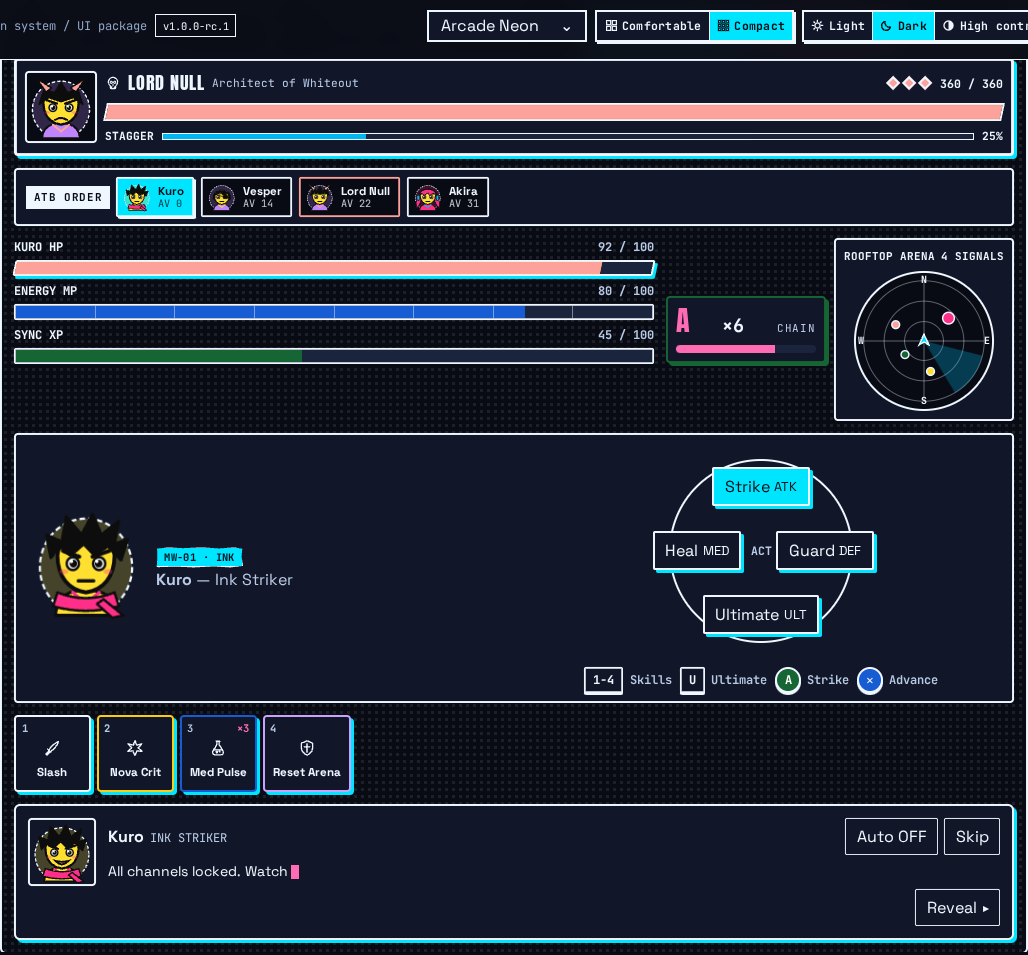 n system / UI package v1.0.0-rc.1 Arcade Neon Comfortable Compact Light Dark High contr
LORD NULL Architect of Whiteout 360 / 360
STAGGER 25%
ATB ORDER
Kuro
AV 0
Vesper
AV 14
Lord Null
AV 22
Akira
AV 31
KURO HP 92 / 100
ENERGY MP 80 / 100
SYNC XP 45 / 100
A ×6 CHAIN
ROOFTOP ARENA 4 SIGNALS
N
W E
S
MW-01 · INK
Kuro — Ink Striker
Strike ATK
Heal MED ACT Guard DEF
Ultimate ULT
1-4 Skills U Ultimate A Strike × Advance
1
Slash
2
Nova Crit
3 ×3
Med Pulse
4
Reset Arena
Kuro INK STRIKER
All channels locked. Watch
Auto OFF Skip
Reveal ▸